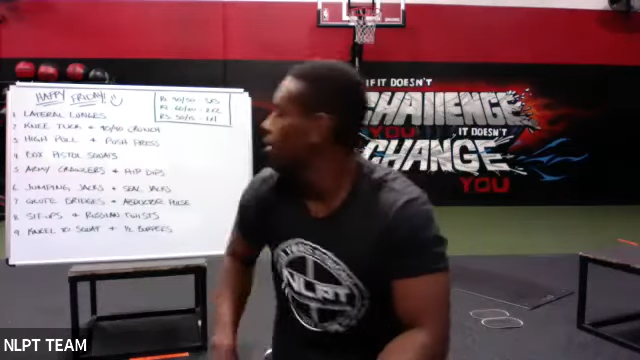 HAPPY FRIDAY!
1 LATERAL LUNGES
2 KNEE TUCK + 90/90 CRUNCH
3 HIGH PULL + PUSH PRESS
4 BOX PISTOL SQUATS
5 ARMY CRAWLERS + HIP DIPS
6 JUMPING JACKS + SEAL JACKS
7 GLUTE BRIDGES + ABDUCTOR PULSE
8 SIT-UPS + RUSSIAN TWISTS
9 KNEEL TO SQUAT + 1/2 BURPEES
IF IT DOESN'T
CHALLENGE
YOU IT DOESN'T
CHANGE
YOU
NLPT
NLPT TEAM